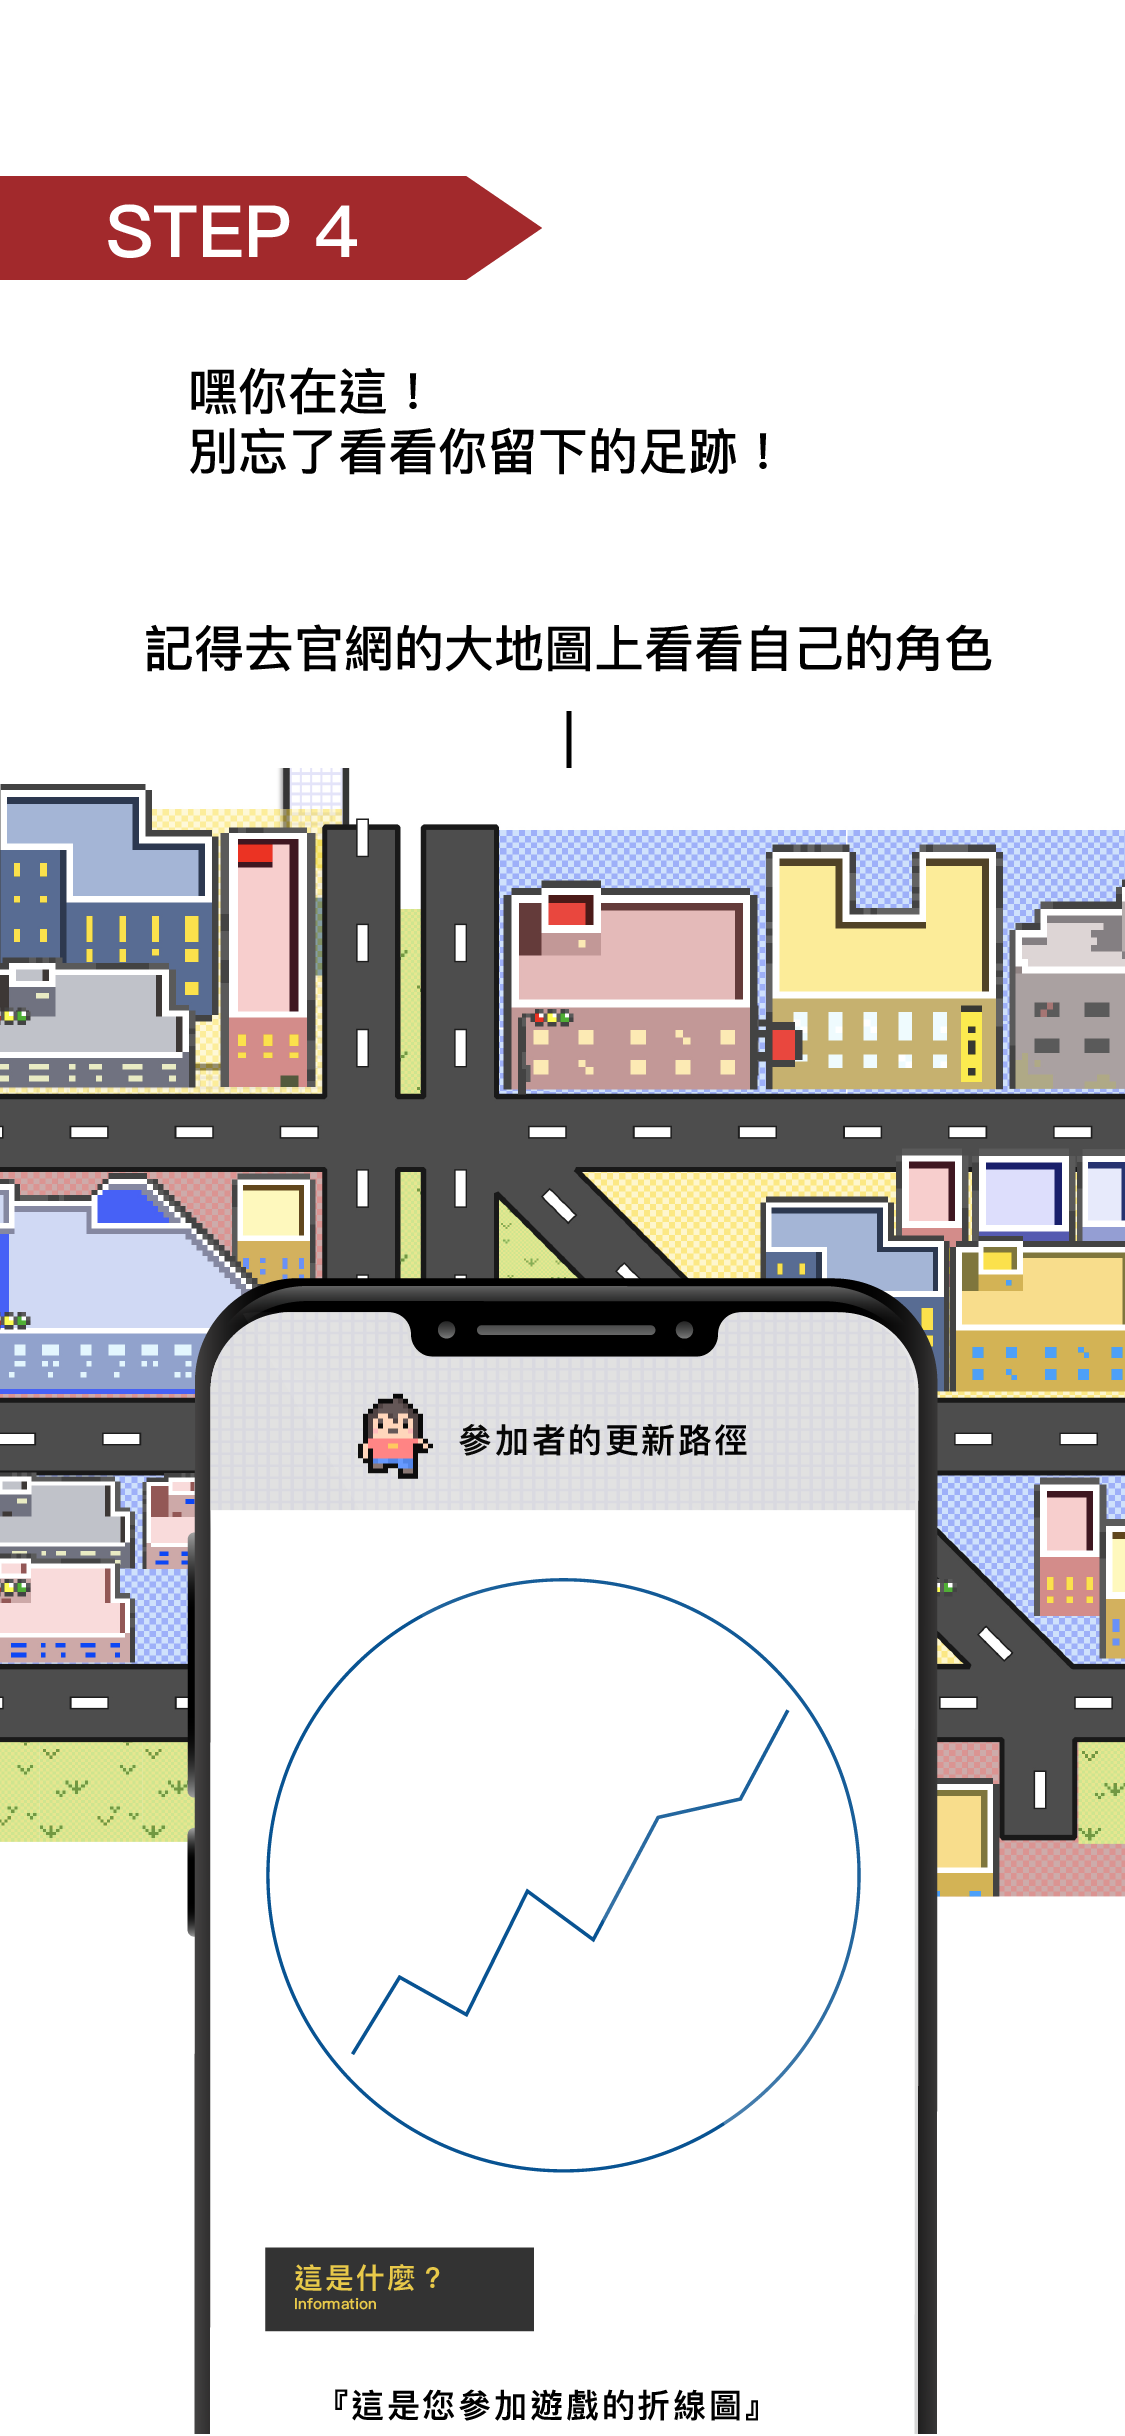 STEP 4
嘿你在這！
別忘了看看你留下的足跡！
記得去官網的大地圖上看看自己的角色
參加者的更新路徑
這是什麼？
Information
『這是您參加遊戲的折線圖』